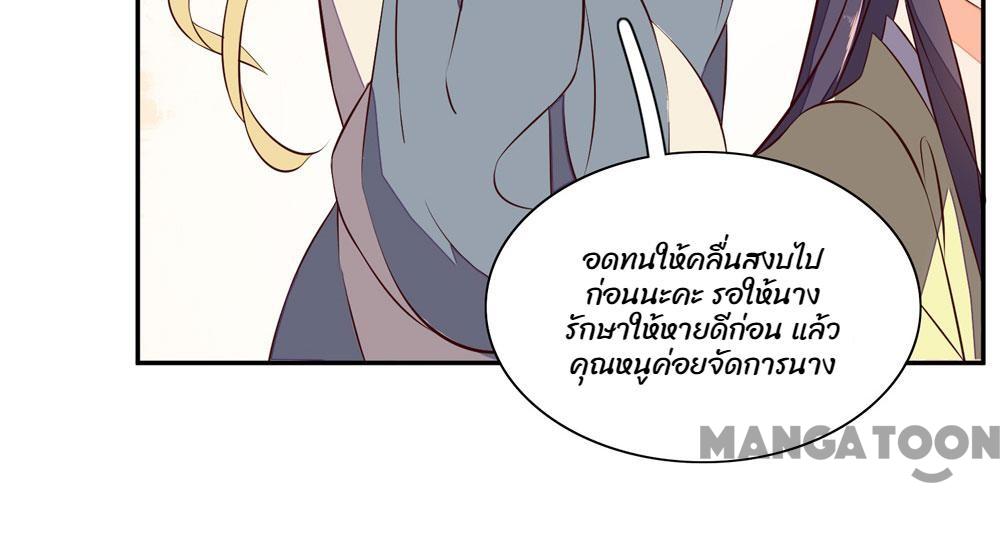 อดทนให้คลื่นสงบไป
ก่อนนะคะ รอให้นาง
รักษาให้หายดีก่อน แล้ว
คุณหนูค่อยจัดการนาง
MANGATOON